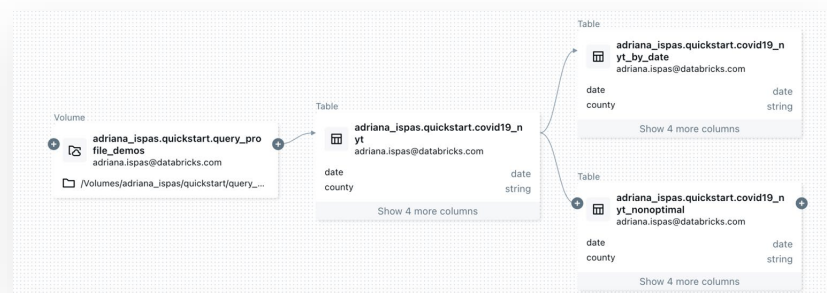 Volume
adriana_ispas.quickstart.query_pro
file_demos
adriana.ispas@databricks.com
/Volumes/adriana_ispas/quickstart/query_...
Table
adriana_ispas.quickstart.covid19_n
yt
adriana.ispas@databricks.com
date date
county string
Show 4 more columns
Table
adriana_ispas.quickstart.covid19_n
yt_by_date
adriana.ispas@databricks.com
date date
county string
Show 4 more columns
Table
adriana_ispas.quickstart.covid19_n
yt_nonoptimal
adriana.ispas@databricks.com
date date
county string
Show 4 more columns